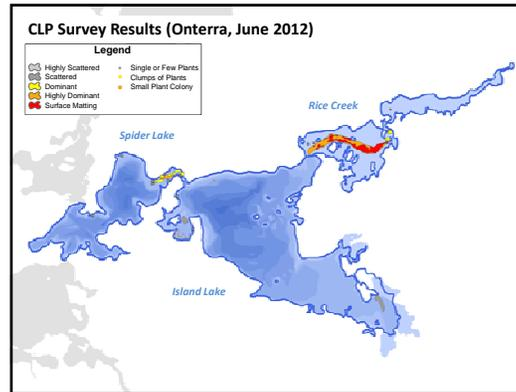 CLP Survey Results (Onterra, June 2012)
Legend
Highly Scattered
Scattered
Dominant
Highly Dominant
Surface Matting
Single or Few Plants
Clumps of Plants
Small Plant Colony
Rice Creek
Spider Lake
Island Lake